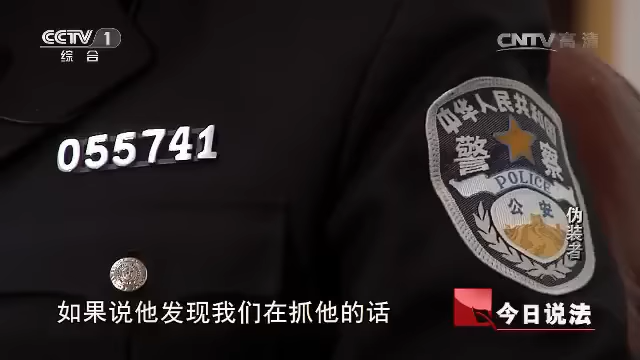 CCTV 1
综合
CNTV高清
055741
中华人民共和国
警察
POLICE
公安
伪装者
如果说他发现我们在抓他的话
今日说法